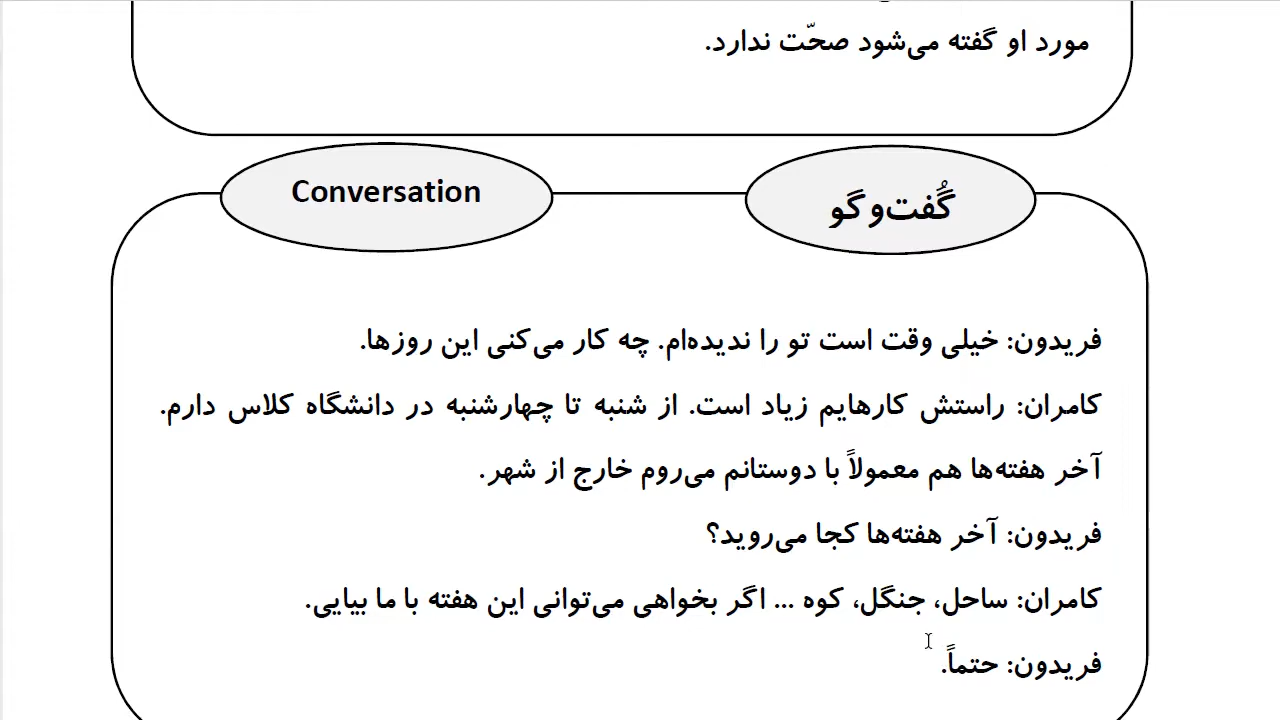 مورد او گفته می‌شود صحّت ندارد.
Conversation
گُفت‌و‌گو
فریدون: خیلی وقت است تو را ندیده‌ام. چه کار می‌کنی این روزها.
کامران: راستش کارهایم زیاد است. از شنبه تا چهارشنبه در دانشگاه کلاس دارم.
آخر هفته‌ها هم معمولاً با دوستانم می‌روم خارج از شهر.
فریدون: آخر هفته‌ها کجا می‌روید؟
کامران: ساحل، جنگل، کوه ... اگر بخواهی می‌توانی این هفته با ما بیایی.
فریدون: حتماً.